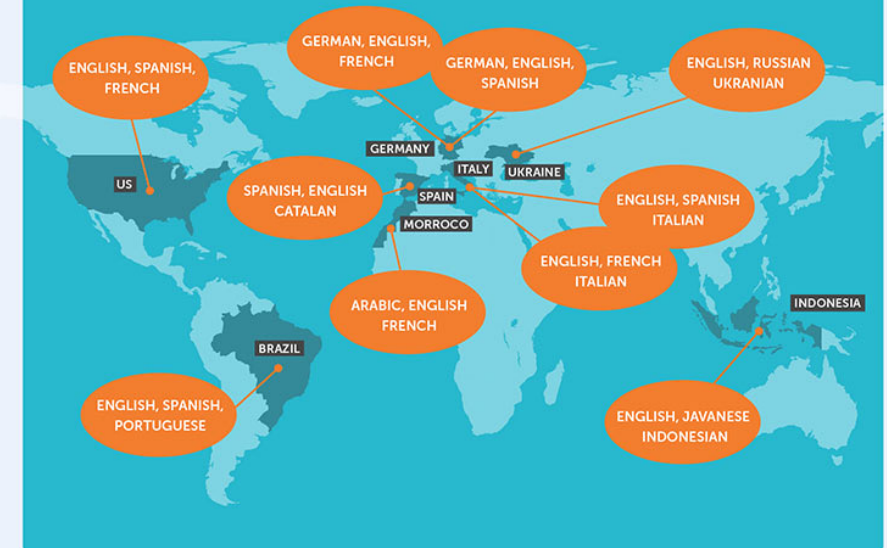 GERMAN, ENGLISH,
FRENCH
GERMAN, ENGLISH,
SPANISH
ENGLISH, SPANISH,
FRENCH
ENGLISH, RUSSIAN
UKRANIAN
GERMANY
ITALY
UKRAINE
US
SPANISH, ENGLISH
CATALAN
SPAIN
ENGLISH, SPANISH
ITALIAN
MORROCO
ENGLISH, FRENCH
ITALIAN
ARABIC, ENGLISH
FRENCH
INDONESIA
BRAZIL
ENGLISH, SPANISH,
PORTUGUESE
ENGLISH, JAVANESE
INDONESIAN